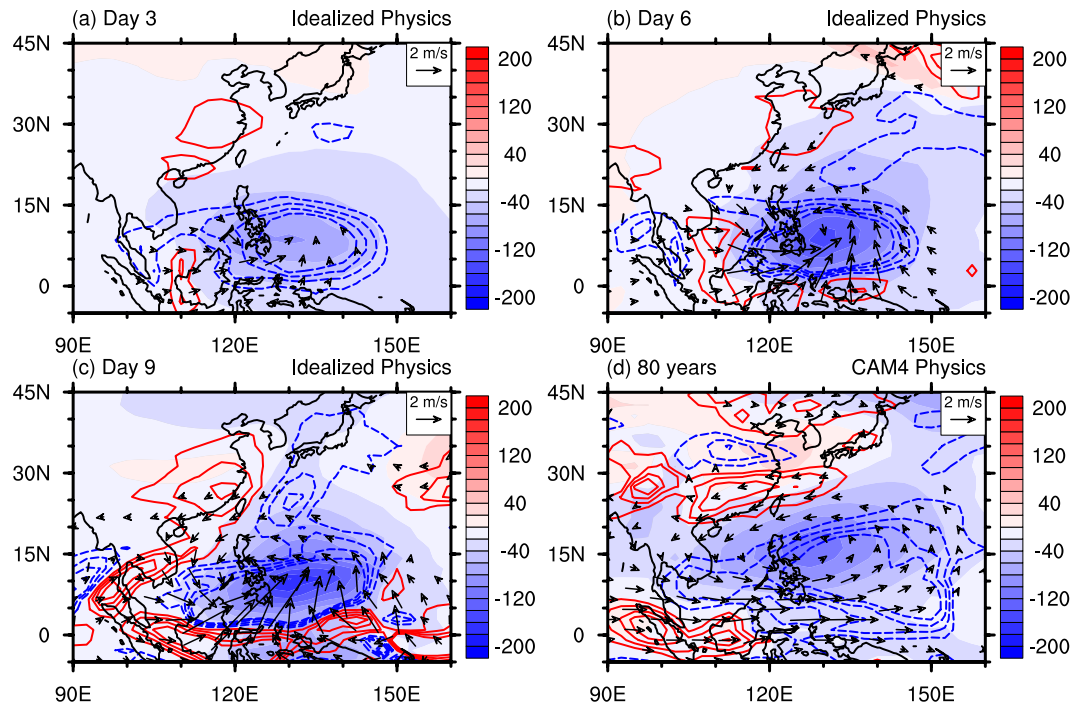 (a) Day 3 Idealized Physics
(b) Day 6 Idealized Physics
45N
2 m/s
200
45N
2 m/s
200
30N
120
30N
120
40
40
15N
-40
15N
-40
-120
-120
0
-200
0
-200
90E 120E 150E
90E 120E 150E
(c) Day 9 Idealized Physics
(d) 80 years CAM4 Physics
45N
2 m/s
200
45N
2 m/s
200
30N
120
30N
120
40
40
15N
-40
15N
-40
-120
-120
0
-200
0
-200
90E 120E 150E
90E 120E 150E